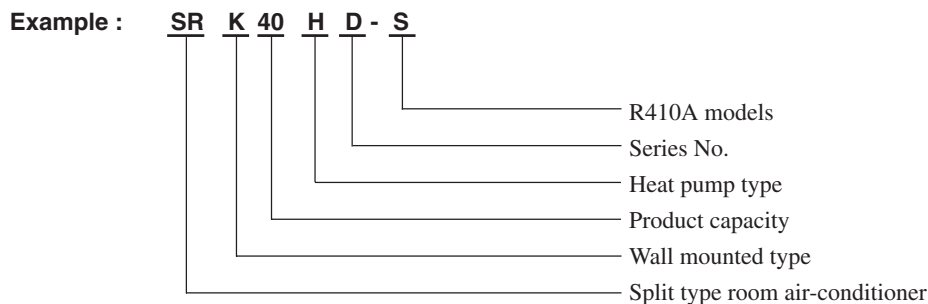 Example : SR K 40 H D - S
R410A models
Series No.
Heat pump type
Product capacity
Wall mounted type
Split type room air-conditioner